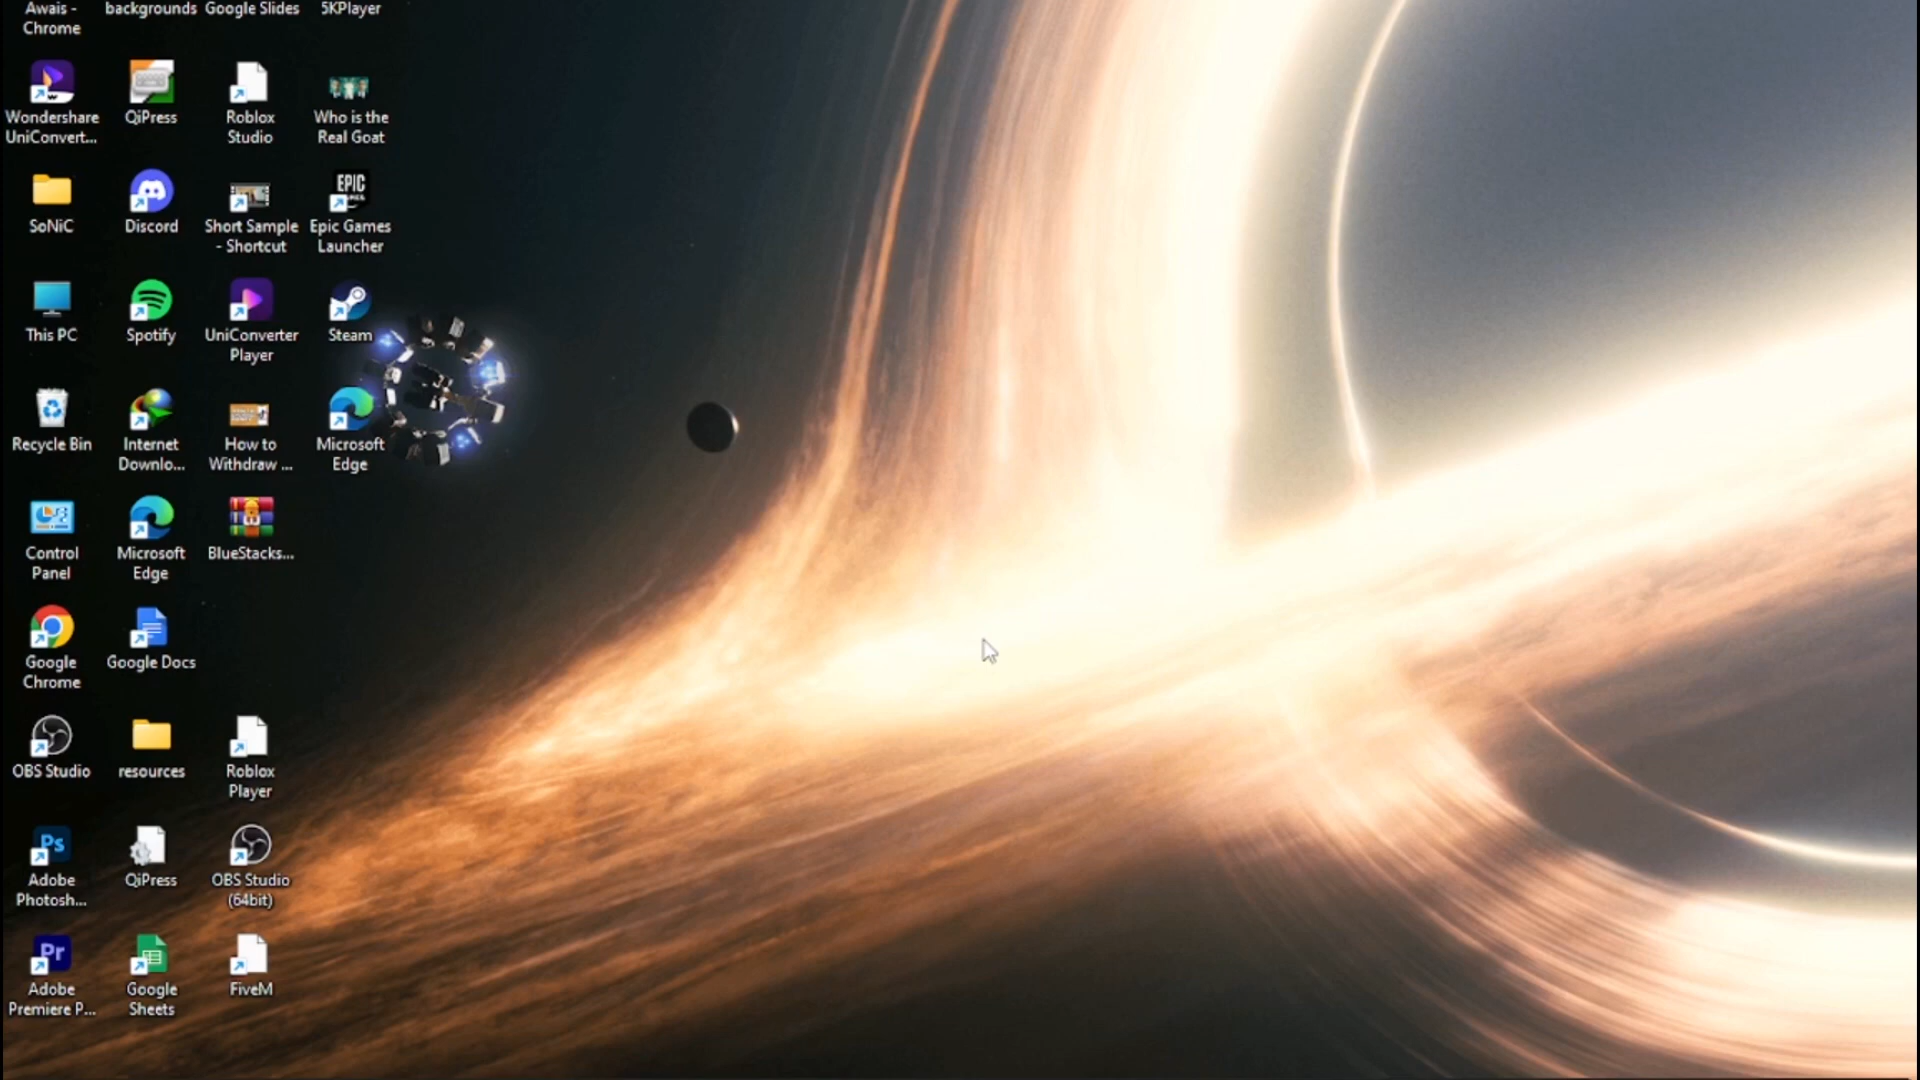 Awais -
Chrome
backgrounds
Google Slides
5KPlayer
Wondershare
UniConvert...
QiPress
Roblox
Studio
Who is the
Real Goat
SoNiC
Discord
Short Sample
- Shortcut
EPIC
Epic Games
Launcher
This PC
Spotify
UniConverter
Player
Steam
Recycle Bin
Internet
Downlo...
How to
Withdraw ...
Microsoft
Edge
Control
Panel
Microsoft
Edge
BlueStacks...
Google
Chrome
Google Docs
OBS Studio
resources
Roblox
Player
Ps
Adobe
Photosh...
QiPress
OBS Studio
(64bit)
Pr
Adobe
Premiere P...
Google
Sheets
FiveM